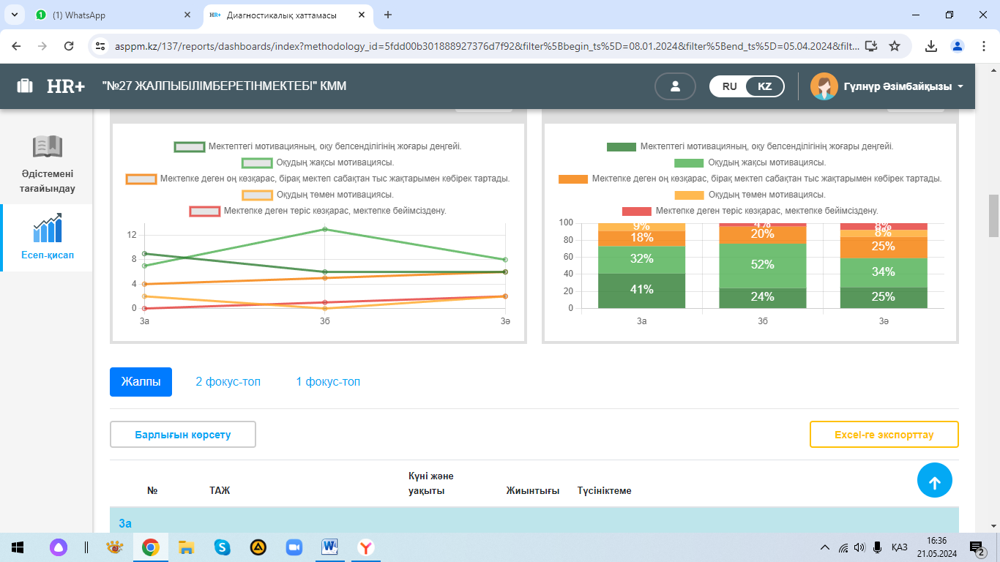 (1) WhatsApp
HR+ Диагностикалық хаттамасы
asppm.kz/137/reports/dashboards/index?methodology_id=5fdd00b301888927376d7f92&filter%5Bbegin_ts%5D=08.01.2024&filter%5Bend_ts%5D=05.04.2024&filt...
HR+
"№27 ЖАЛПЫБІЛІМБЕРЕТІНМЕКТЕБІ" КММ
RU KZ
Гүлнүр Әзімбайқызы
Әдістемені
тағайындау
Есеп-қисап
Мектептегі мотивацияның, оқу белсенділігінің жоғары деңгейі.
Оқудың жақсы мотивациясы.
Мектепке деген оң көзқарас, бірақ мектеп сабақтан тыс жақтарымен көбірек тартады.
Оқудың төмен мотивациясы.
Мектепке деген теріс көзқарас, мектепке бейімсіздену.
12
8
4
0
3а 3б 3ә
Мектептегі мотивацияның, оқу белсенділігінің жоғары деңгейі.
Оқудың жақсы мотивациясы.
Мектепке деген оң көзқарас, бірақ мектеп сабақтан тыс жақтарымен көбірек тартады.
Оқудың төмен мотивациясы.
Мектепке деген теріс көзқарас, мектепке бейімсіздену.
100
80
60
40
20
0
9% 4% 8%
8%
18% 20% 25%
32% 52% 34%
41% 24% 25%
3а 3б 3ә
Жалпы 2 фокус-топ 1 фокус-топ
Барлығын көрсету Excel-ге экспорттау
№ ТАЖ Күні және уақыты Жиынтығы Түсініктеме
3а
ҚАЗ
16:36
21.05.2024
2